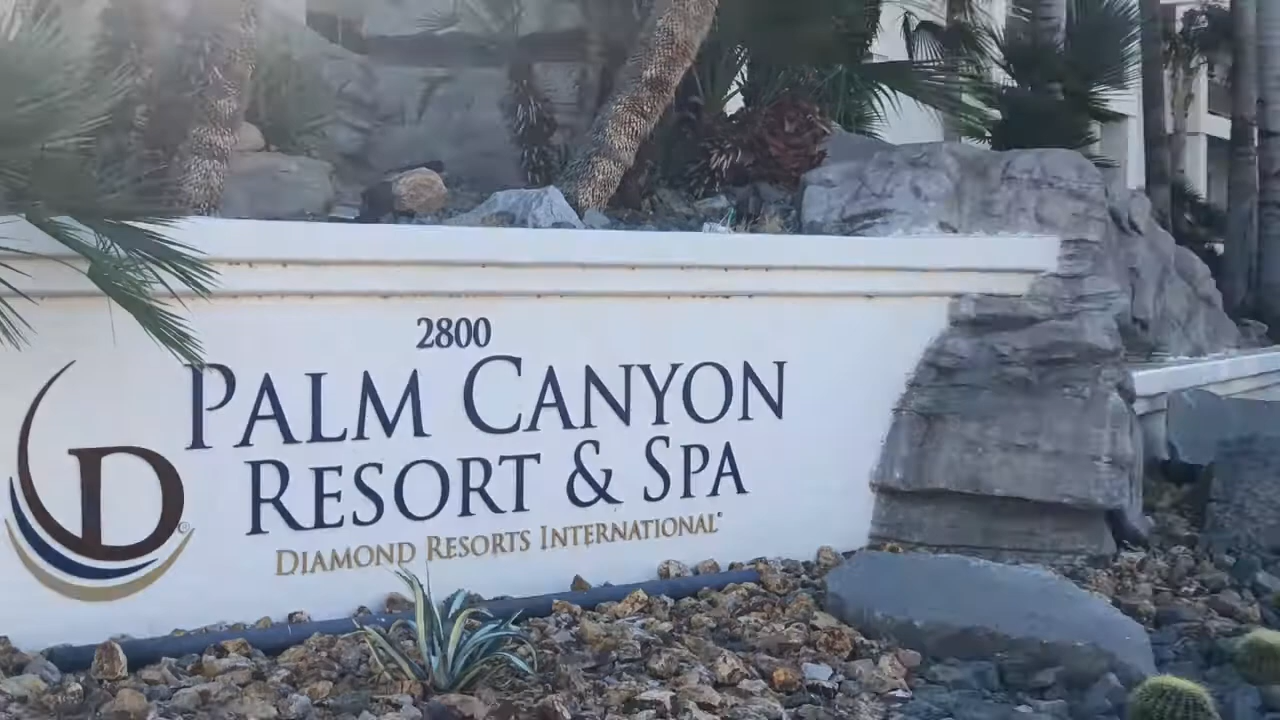 2800
PALM CANYON
RESORT & SPA
DIAMOND RESORTS INTERNATIONAL®
D®